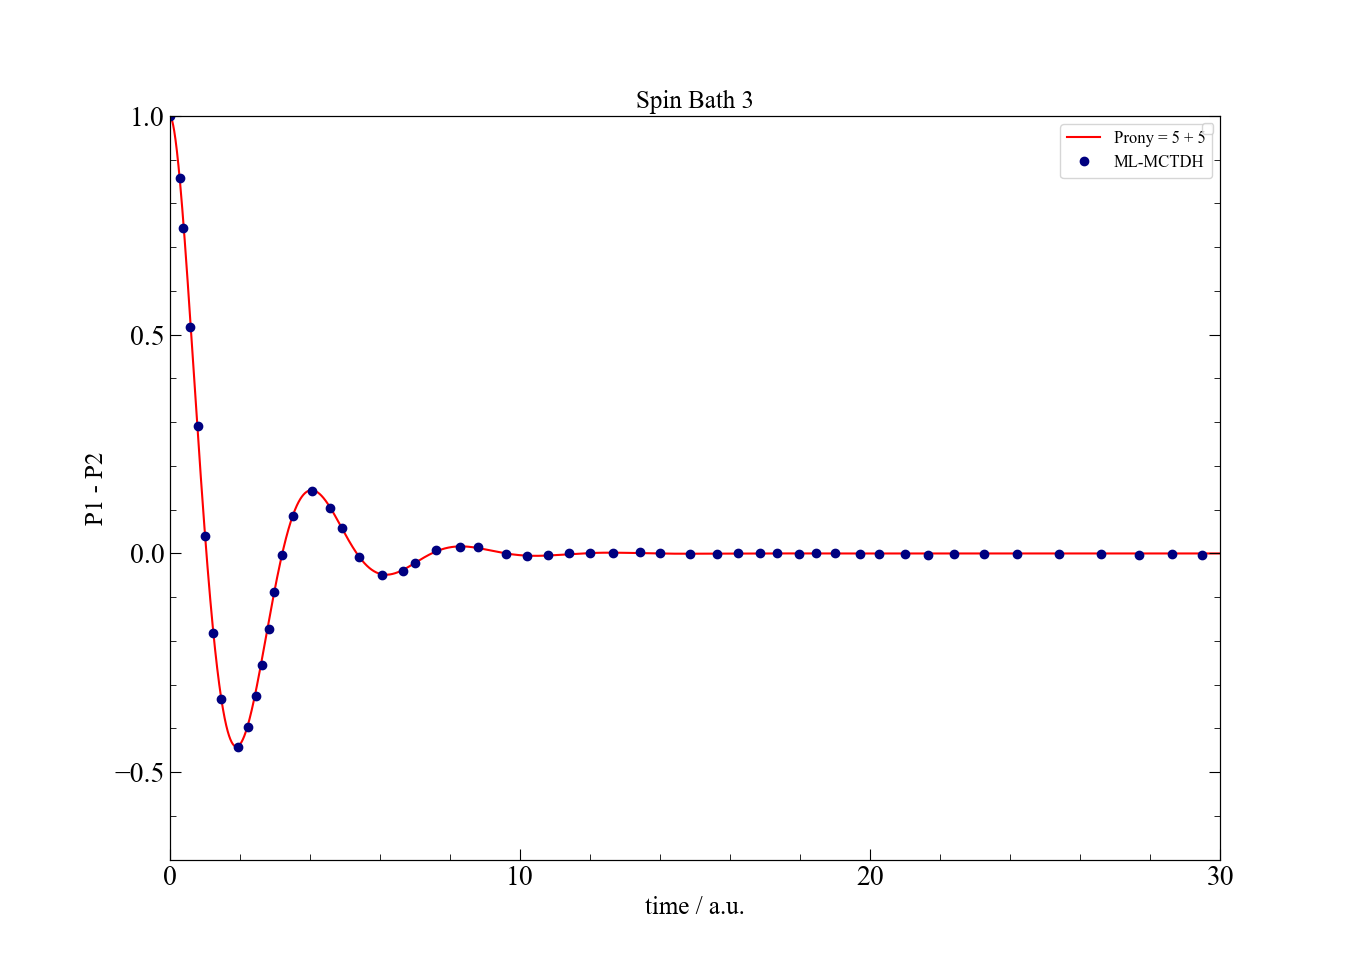 Spin Bath 3
1.0
Prony = 5 + 5
ML-MCTDH
0.5
P1 - P2
0.0
−0.5
0 10 20 30
time / a.u.